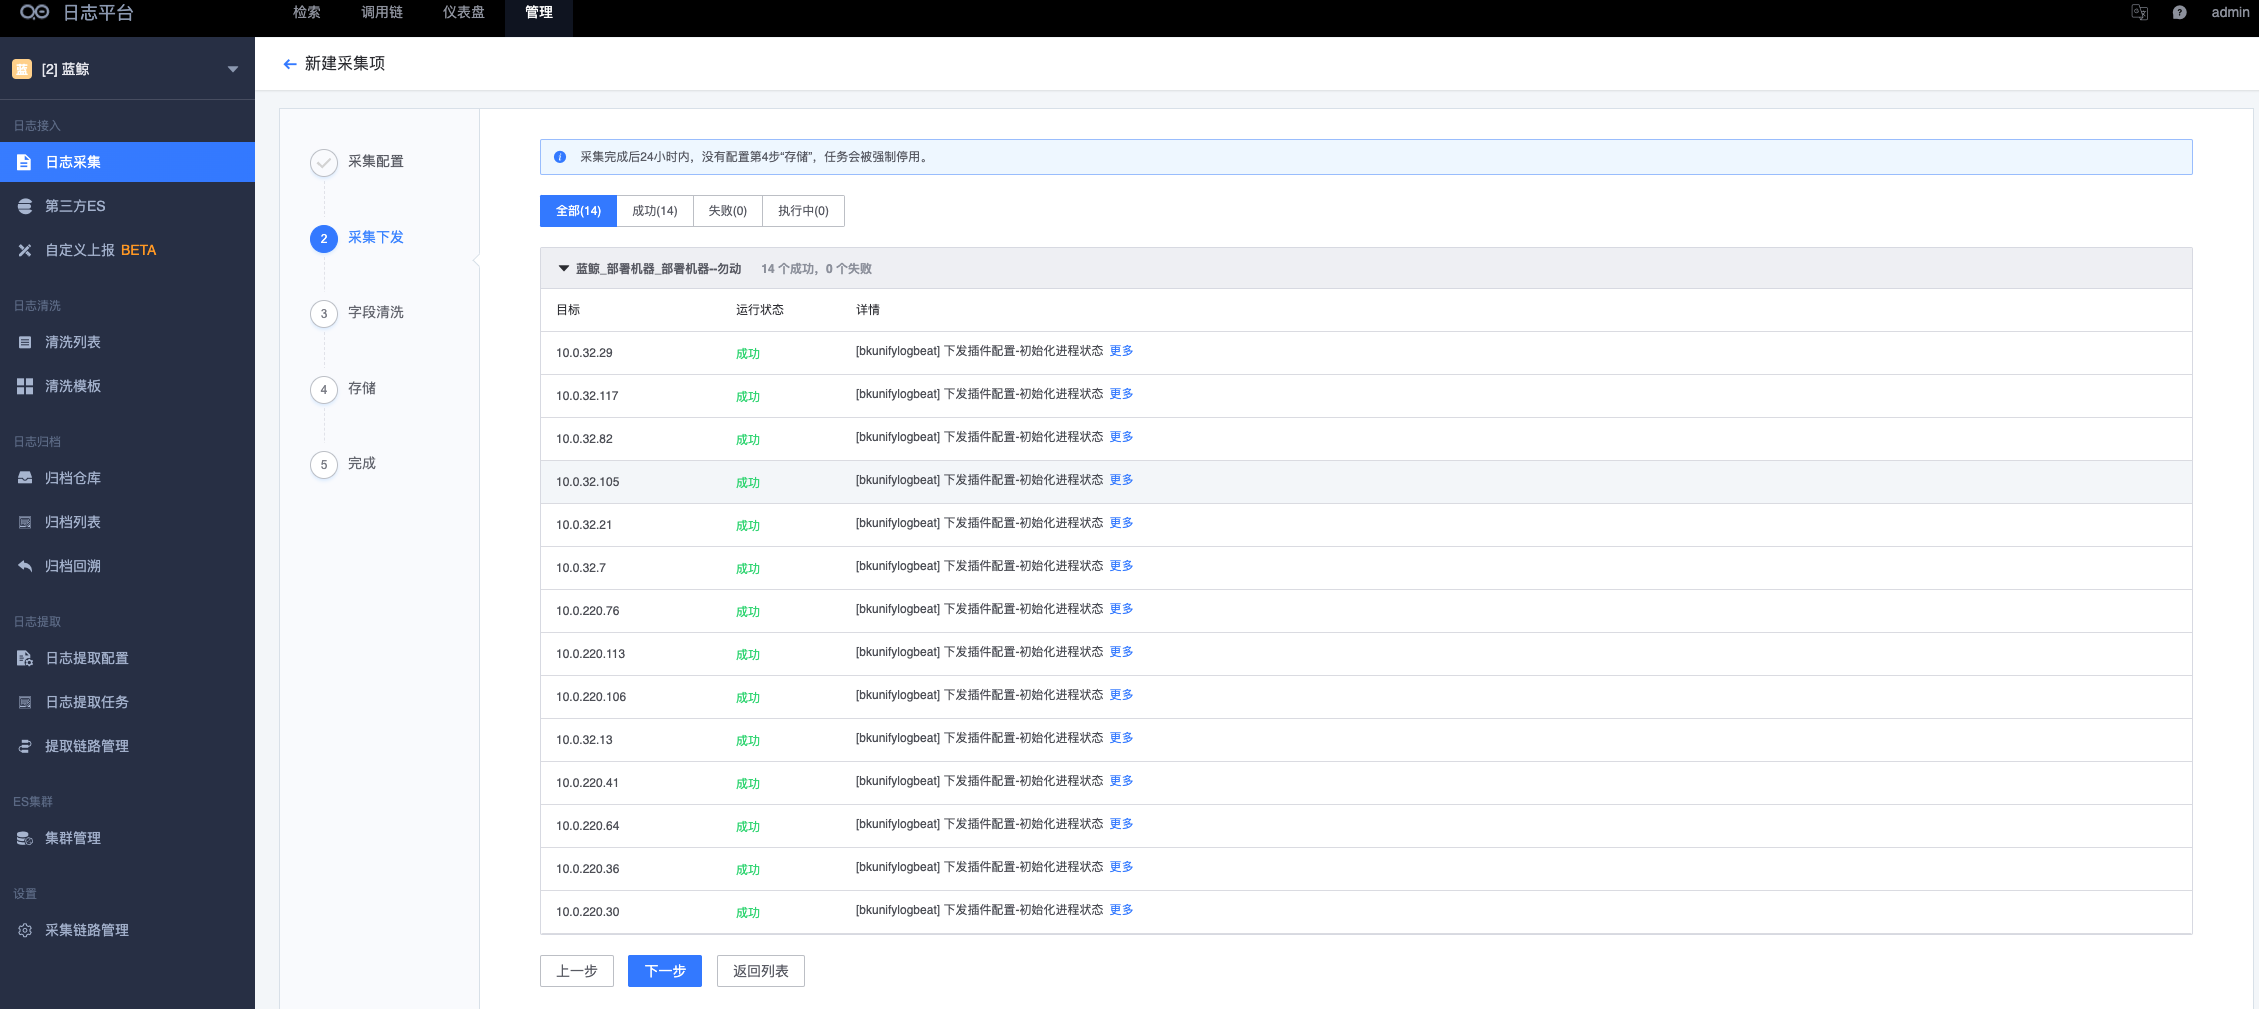 日志平台
检索
调用链
仪表盘
管理
admin
蓝
[2] 蓝鲸
新建采集项
日志接入
日志采集
第三方ES
自定义上报 BETA
日志清洗
清洗列表
清洗模板
日志归档
归档仓库
归档列表
归档回溯
日志提取
日志提取配置
日志提取任务
提取链路管理
ES集群
集群管理
设置
采集链路管理
采集配置
2 采集下发
3 字段清洗
4 存储
5 完成
采集完成后24小时内，没有配置第4步“存储”，任务会被强制停用。
全部(14)
成功(14)
失败(0)
执行中(0)
蓝鲸_部署机器_部署机器--勿动 14 个成功，0 个失败
目标 运行状态 详情
10.0.32.29 成功 [bkunifylogbeat] 下发插件配置-初始化进程状态 更多
10.0.32.117 成功 [bkunifylogbeat] 下发插件配置-初始化进程状态 更多
10.0.32.82 成功 [bkunifylogbeat] 下发插件配置-初始化进程状态 更多
10.0.32.105 成功 [bkunifylogbeat] 下发插件配置-初始化进程状态 更多
10.0.32.21 成功 [bkunifylogbeat] 下发插件配置-初始化进程状态 更多
10.0.32.7 成功 [bkunifylogbeat] 下发插件配置-初始化进程状态 更多
10.0.220.76 成功 [bkunifylogbeat] 下发插件配置-初始化进程状态 更多
10.0.220.113 成功 [bkunifylogbeat] 下发插件配置-初始化进程状态 更多
10.0.220.106 成功 [bkunifylogbeat] 下发插件配置-初始化进程状态 更多
10.0.32.13 成功 [bkunifylogbeat] 下发插件配置-初始化进程状态 更多
10.0.220.41 成功 [bkunifylogbeat] 下发插件配置-初始化进程状态 更多
10.0.220.64 成功 [bkunifylogbeat] 下发插件配置-初始化进程状态 更多
10.0.220.36 成功 [bkunifylogbeat] 下发插件配置-初始化进程状态 更多
10.0.220.30 成功 [bkunifylogbeat] 下发插件配置-初始化进程状态 更多
上一步
下一步
返回列表